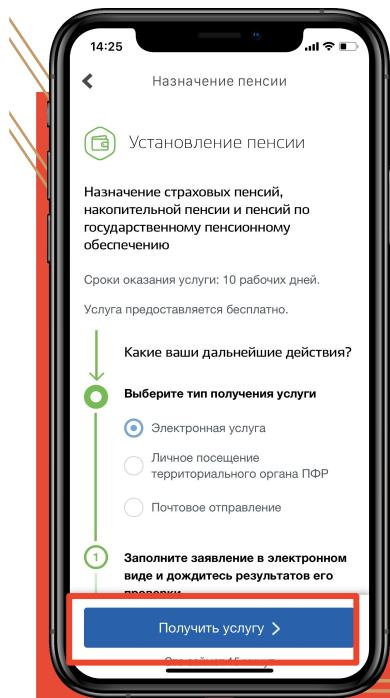 14:25
Назначение пенсии
Установление пенсии
Назначение страховых пенсий,
накопительной пенсии и пенсий по
государственному пенсионному
обеспечению
Сроки оказания услуги: 10 рабочих дней.
Услуга предоставляется бесплатно.
Какие ваши дальнейшие действия?
Выберите тип получения услуги
Электронная услуга
Личное посещение
территориального органа ПФР
Почтовое отправление
1
Заполните заявление в электронном
виде и дождитесь результатов его
проверки
Получить услугу